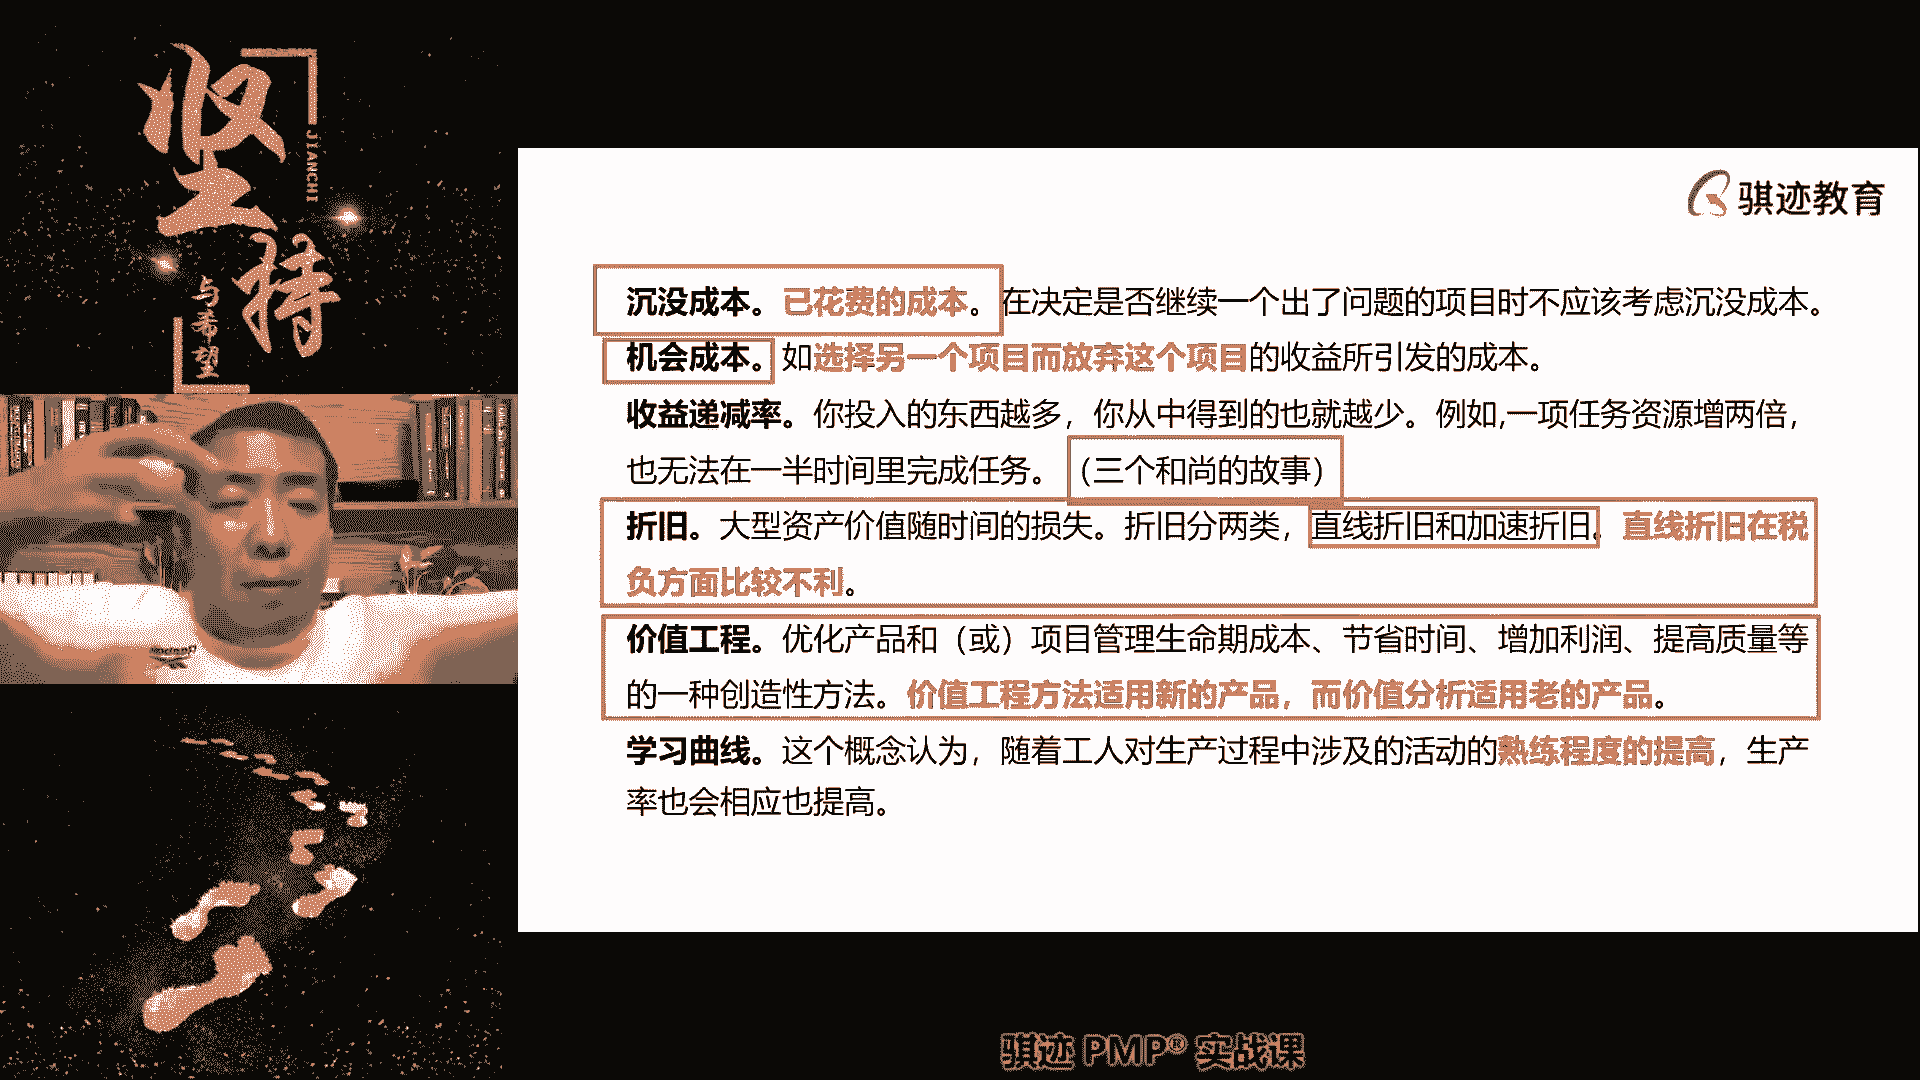 坚持
JIANCHI
与希望
骐迹教育
沉没成本。已花费的成本。在决定是否继续一个出了问题的项目时不应该考虑沉没成本。
机会成本。如选择另一个项目而放弃这个项目的收益所引发的成本。
收益递减率。你投入的东西越多，你从中得到的也就越少。例如,一项任务资源增两倍，
也无法在一半时间里完成任务。（三个和尚的故事）
折旧。大型资产价值随时间的损失。折旧分两类，直线折旧和加速折旧。直线折旧在税
负方面比较不利。
价值工程。优化产品和（或）项目管理生命期成本、节省时间、增加利润、提高质量等
的一种创造性方法。价值工程方法适用新的产品，而价值分析适用老的产品。
学习曲线。这个概念认为，随着工人对生产过程中涉及的活动的熟练程度的提高，生产
率也会相应也提高。
骐迹 PMP® 实战课